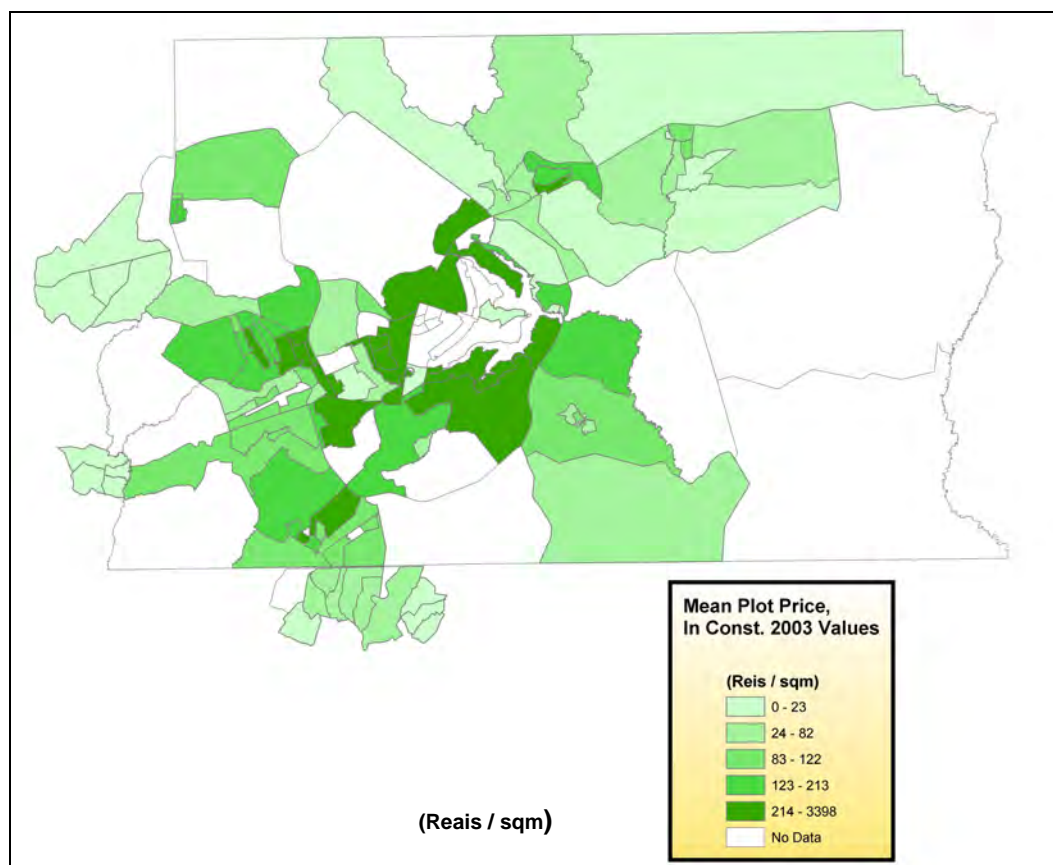 Mean Plot Price,
In Const. 2003 Values
(Reis / sqm)
0 - 23
24 - 82
83 - 122
123 - 213
214 - 3398
No Data
(Reais / sqm)